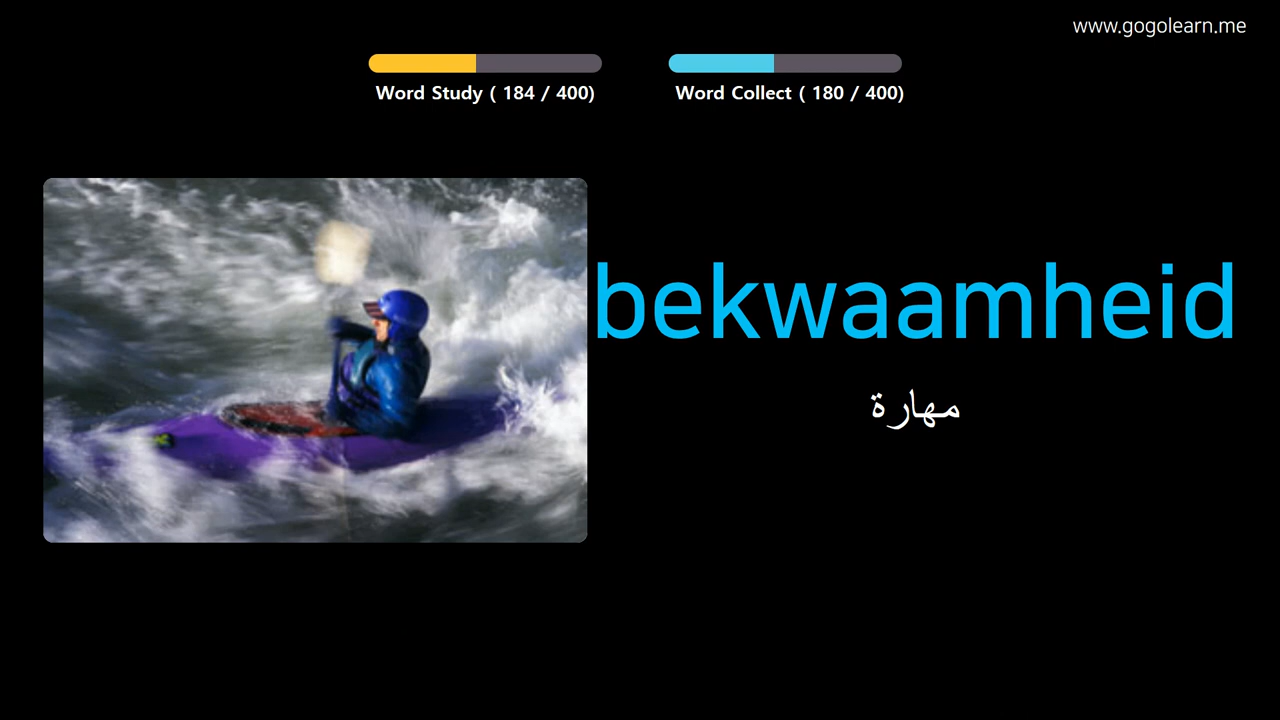 www.gogolearn.me
Word Study ( 184 / 400)
Word Collect ( 180 / 400)
bekwaamheid
مهارة